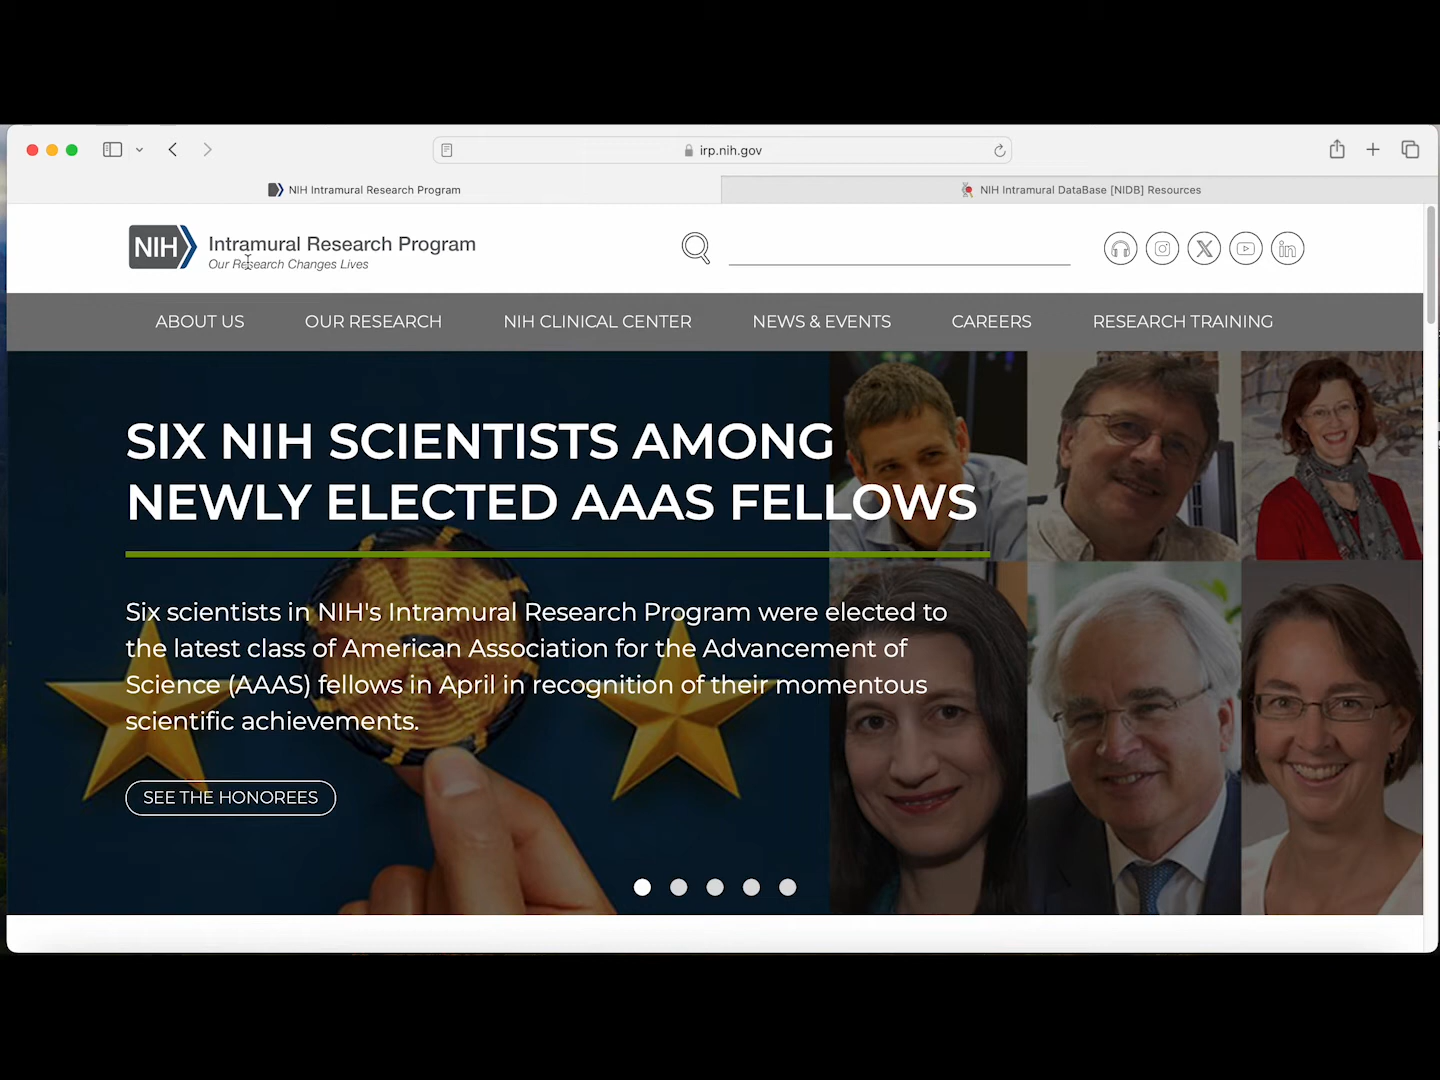 irp.nih.gov
NIH Intramural Research Program
NIH Intramural DataBase [NIDB] Resources
NIH Intramural Research Program
Our Research Changes Lives
in
ABOUT US
OUR RESEARCH
NIH CLINICAL CENTER
NEWS & EVENTS
CAREERS
RESEARCH TRAINING
SIX NIH SCIENTISTS AMONG
NEWLY ELECTED AAAS FELLOWS
Six scientists in NIH's Intramural Research Program were elected to
the latest class of American Association for the Advancement of
Science (AAAS) fellows in April in recognition of their momentous
scientific achievements.
SEE THE HONOREES